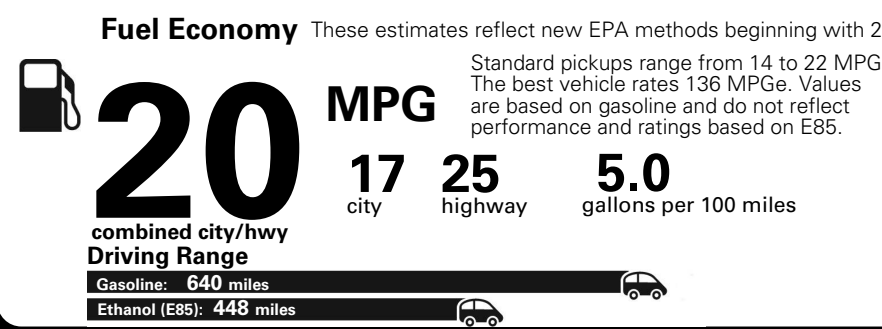 Fuel Economy These estimates reflect new EPA methods beginning with 2
Standard pickups range from 14 to 22 MPG
The best vehicle rates 136 MPGe. Values
are based on gasoline and do not reflect
performance and ratings based on E85.
20 MPG
17 25 5.0
city highway gallons per 100 miles
combined city/hwy
Driving Range
Gasoline: 640 miles
Ethanol (E85): 448 miles